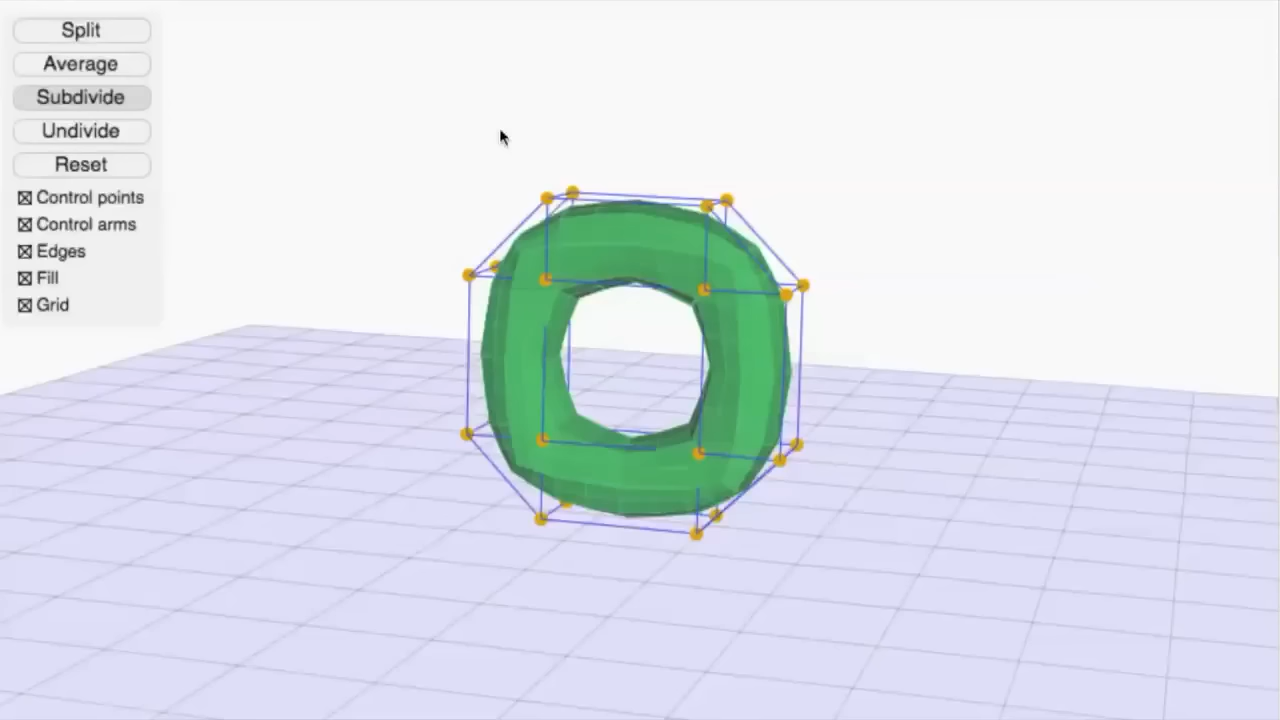 Split
Average
Subdivide
Undivide
Reset
Control points
Control arms
Edges
Fill
Grid